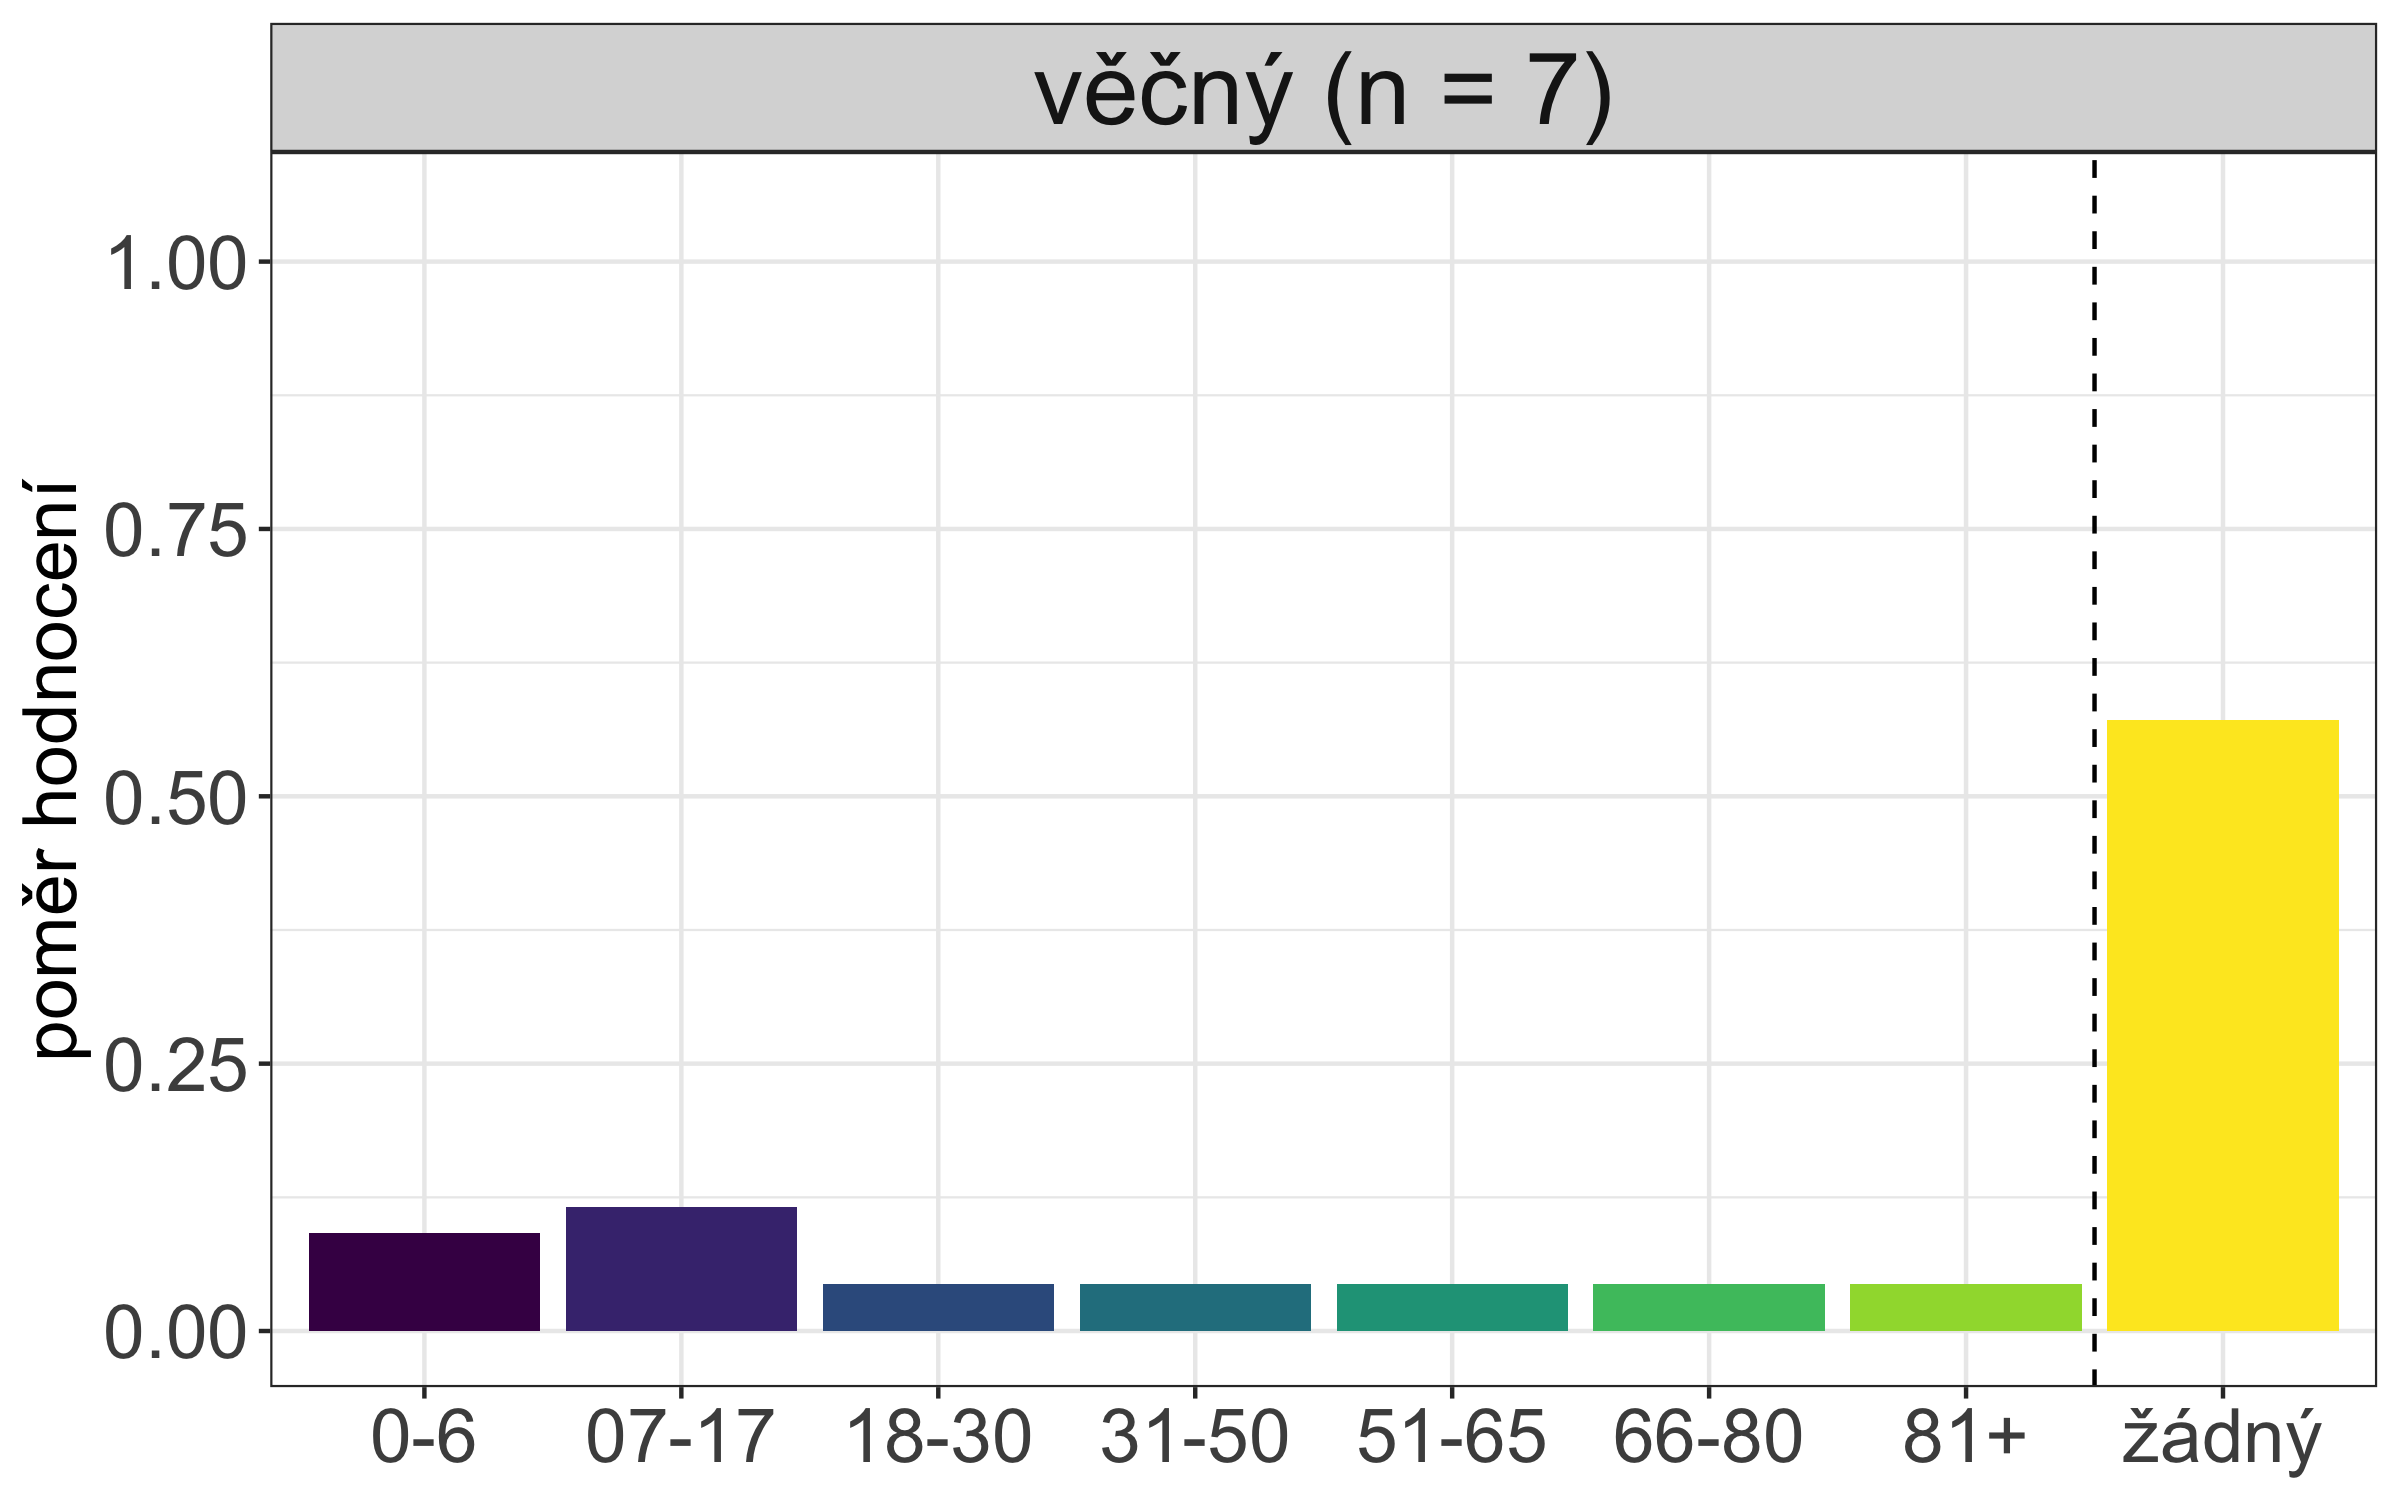 věčný (n = 7)
poměr hodnocení
1.00
0.75
0.50
0.25
0.00
0-6 07-17 18-30 31-50 51-65 66-80 81+ žádný